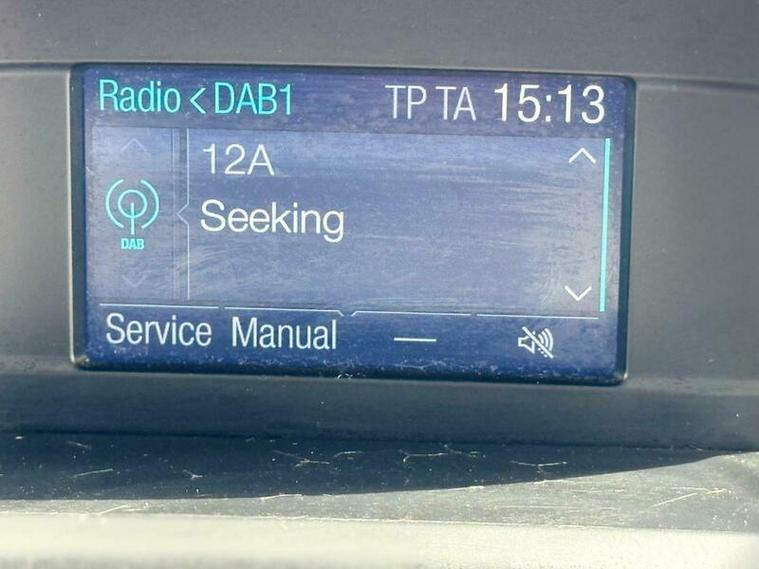 Radio < DAB1 TP TA 15:13
12A
DAB
Seeking
Service Manual —